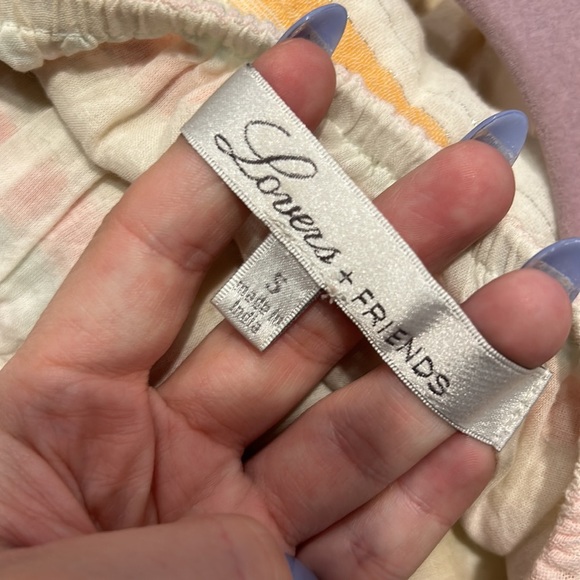 Lovers + FRIENDS
S
made in
India